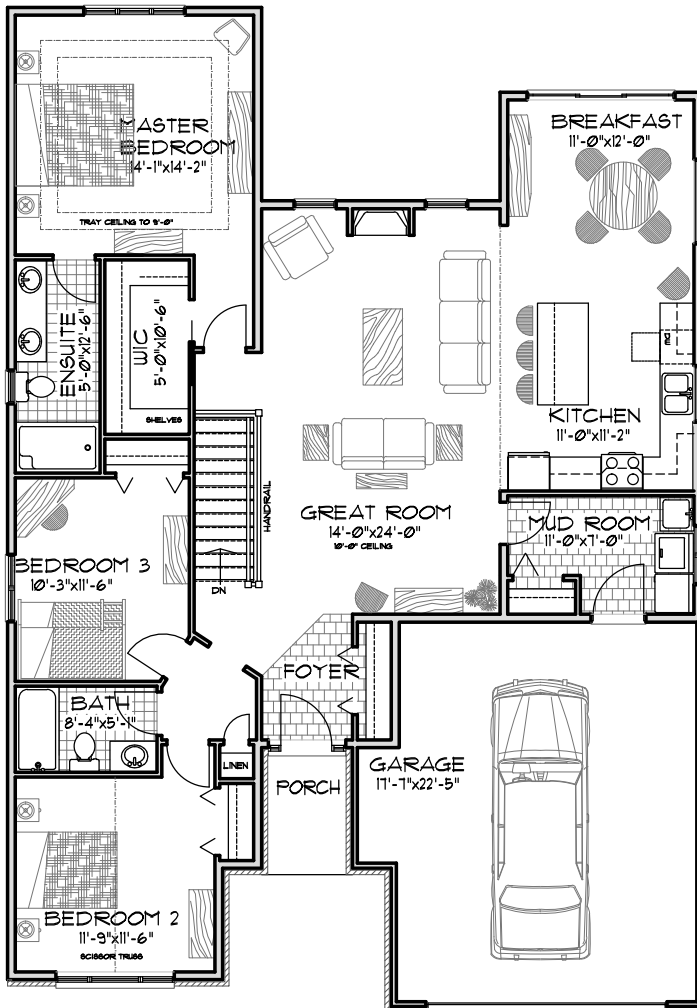 MASTER
BEDROOM
14'-1"x14'-2"
TRAY CEILING TO 9'-0"
BREAKFAST
11'-0"x12'-0"
ENSUITE
5'-0"x12'-6"
WIC
5'-0"x10'-6"
SHELVES
DW
KITCHEN
11'-0"x11'-2"
HANDRAIL
GREAT ROOM
14'-0"x24'-0"
10'-0" CEILING
MUD ROOM
11'-0"x7'-0"
BEDROOM 3
10'-3"x11'-6"
DN
FOYER
BATH
8'-4"x5'-1"
LINEN
PORCH
GARAGE
17'-7"x22'-5"
BEDROOM 2
11'-9"x11'-6"
SCISSOR TRUSS